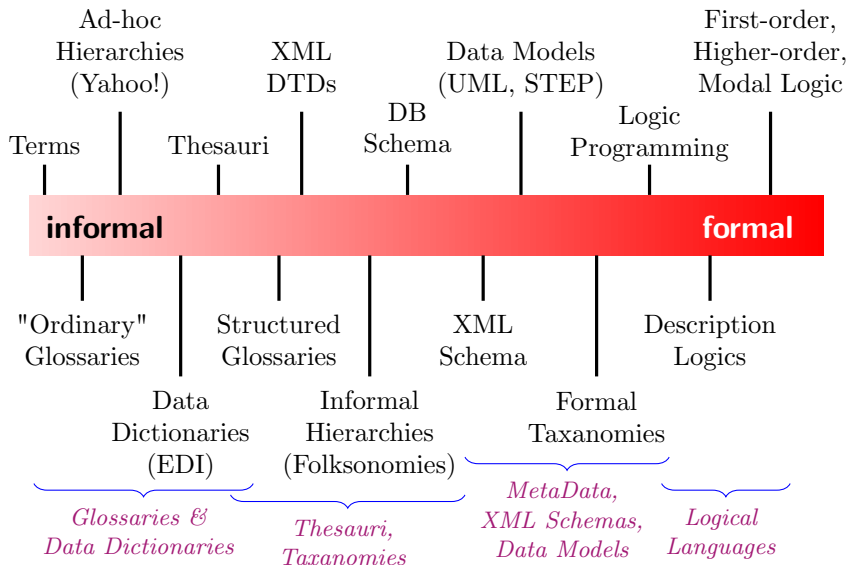 Ad-hoc
Hierarchies
(Yahoo!)
XML
DTDs
Data Models
(UML, STEP)
First-order,
Higher-order,
Modal Logic
Terms
Thesauri
DB
Schema
Logic
Programming
informal
formal
"Ordinary"
Glossaries
Structured
Glossaries
XML
Schema
Description
Logics
Data
Dictionaries
(EDI)
Informal
Hierarchies
(Folksonomies)
Formal
Taxanomies
Glossaries &
Data Dictionaries
Thesauri,
Taxanomies
MetaData,
XML Schemas,
Data Models
Logical
Languages